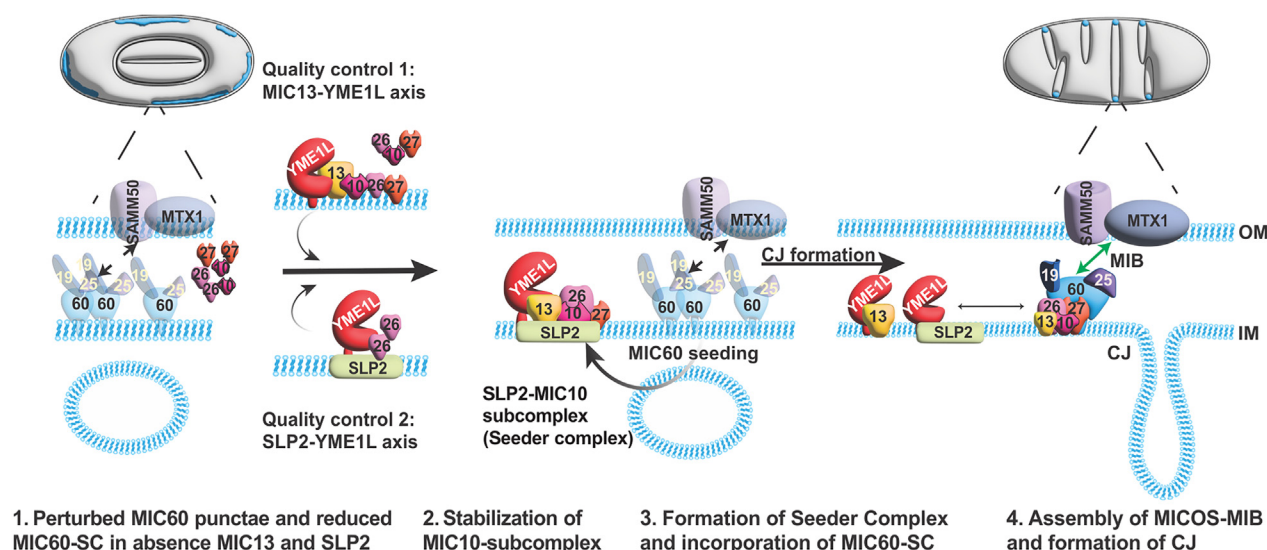 Quality control 1:
MIC13-YME1L axis
YME1L
13
10
26
27
26
10
27
SAMM50
MTX1
19
19
25
25
60
60
60
27
27
26
10
10
26
YME1L
26
26
SLP2
Quality control 2:
SLP2-YME1L axis
SAMM50
MTX1
YME1L
13
26
10
27
SLP2
19
19
25
25
60
60
60
MIC60 seeding
SLP2-MIC10
subcomplex
(Seeder complex)
CJ formation
SAMM50
MTX1
OM
MIB
19
60
25
26
27
13
10
YME1L
13
YME1L
SLP2
IM
CJ
1. Perturbed MIC60 punctae and reduced
MIC60-SC in absence MIC13 and SLP2
2. Stabilization of
MIC10-subcomplex
3. Formation of Seeder Complex
and incorporation of MIC60-SC
4. Assembly of MICOS-MIB
and formation of CJ